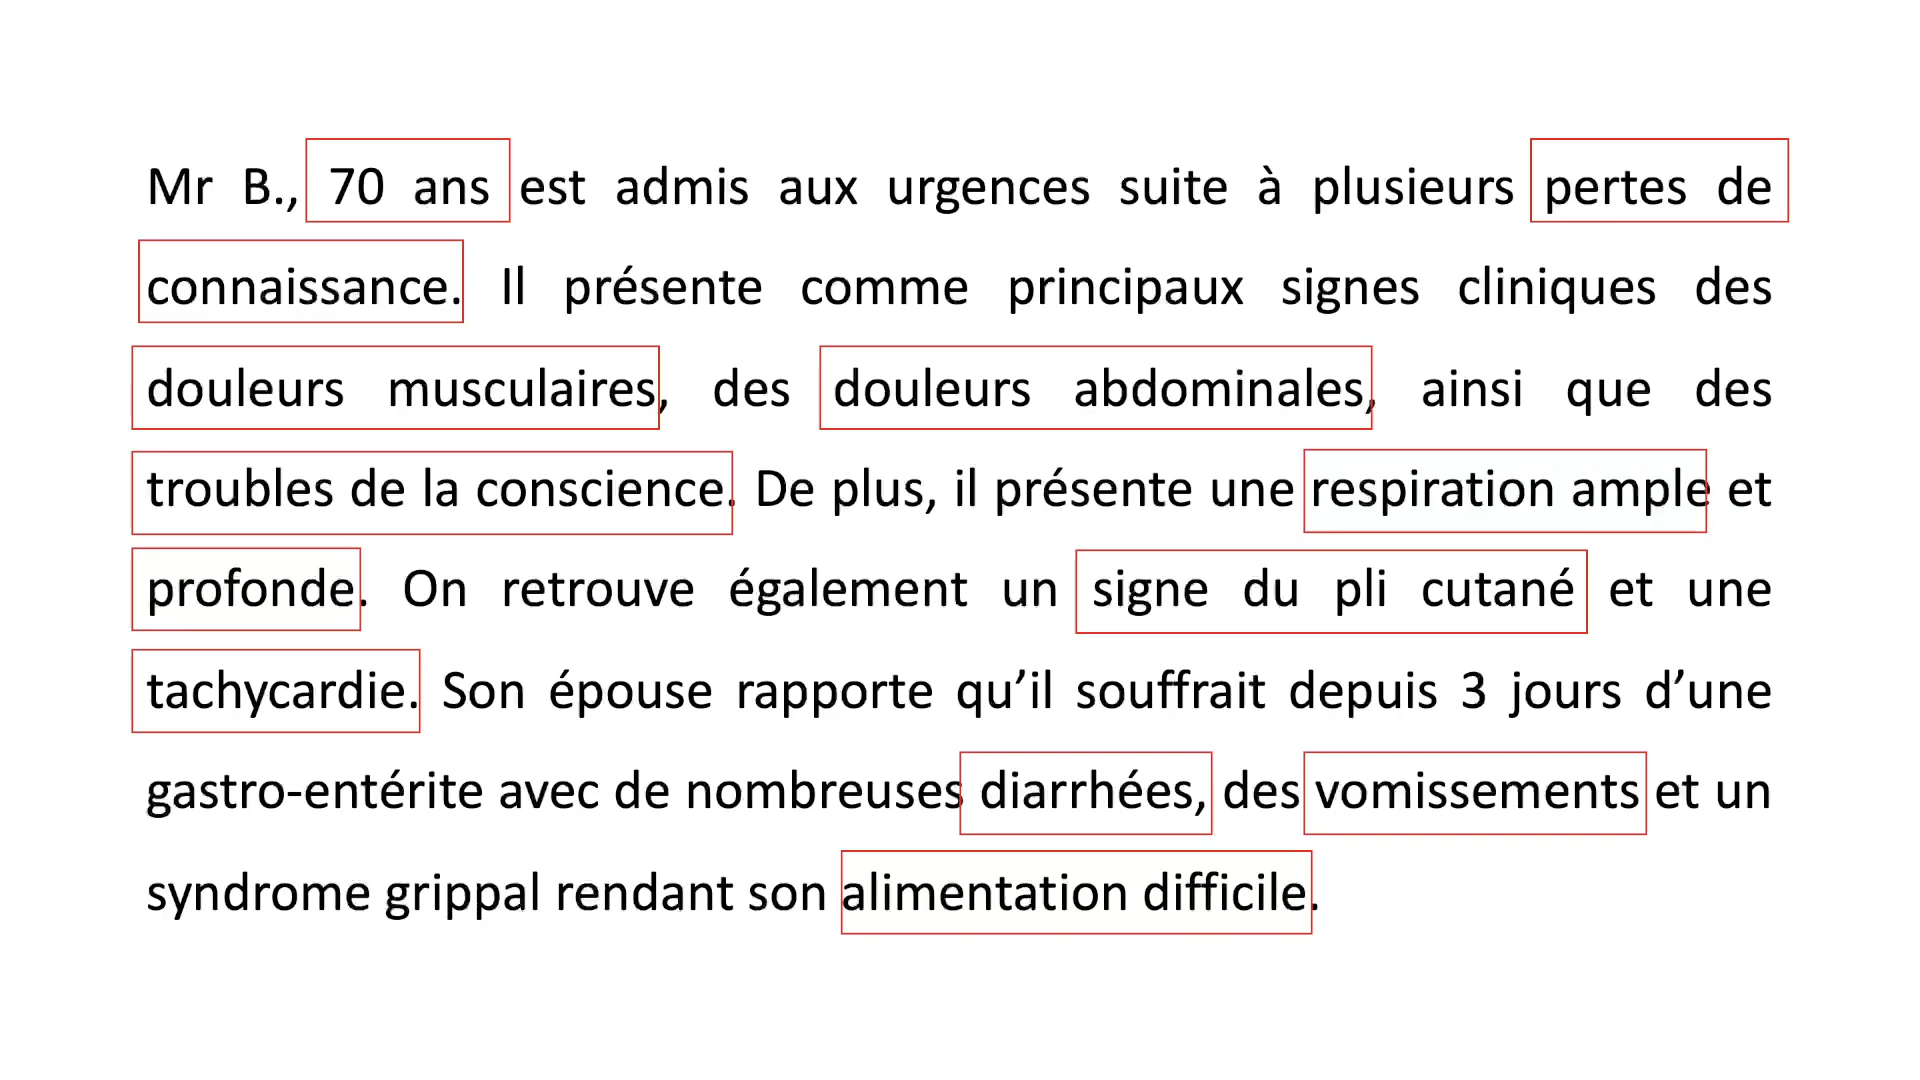 Mr B., 70 ans est admis aux urgences suite à plusieurs pertes de
connaissance. Il présente comme principaux signes cliniques des
douleurs musculaires, des douleurs abdominales, ainsi que des
troubles de la conscience. De plus, il présente une respiration ample et
profonde. On retrouve également un signe du pli cutané et une
tachycardie. Son épouse rapporte qu’il souffrait depuis 3 jours d’une
gastro-entérite avec de nombreuses diarrhées, des vomissements et un
syndrome grippal rendant son alimentation difficile.